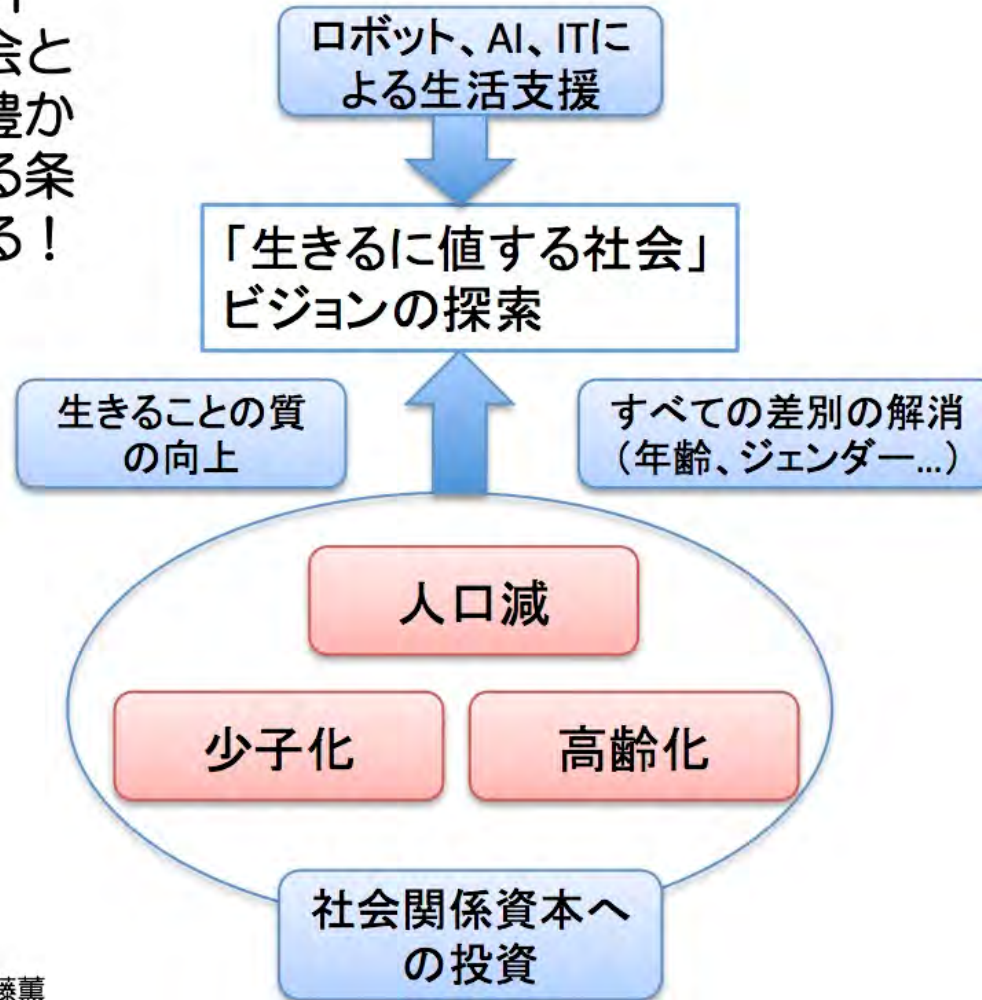 会と
豊か
る条
る！
ロボット、AI、ITに
よる生活支援
「生きるに値する社会」
ビジョンの探索
生きることの質
の向上
すべての差別の解消
（年齢、ジェンダー...）
人口減
少子化
高齢化
社会関係資本へ
の投資
藤薫